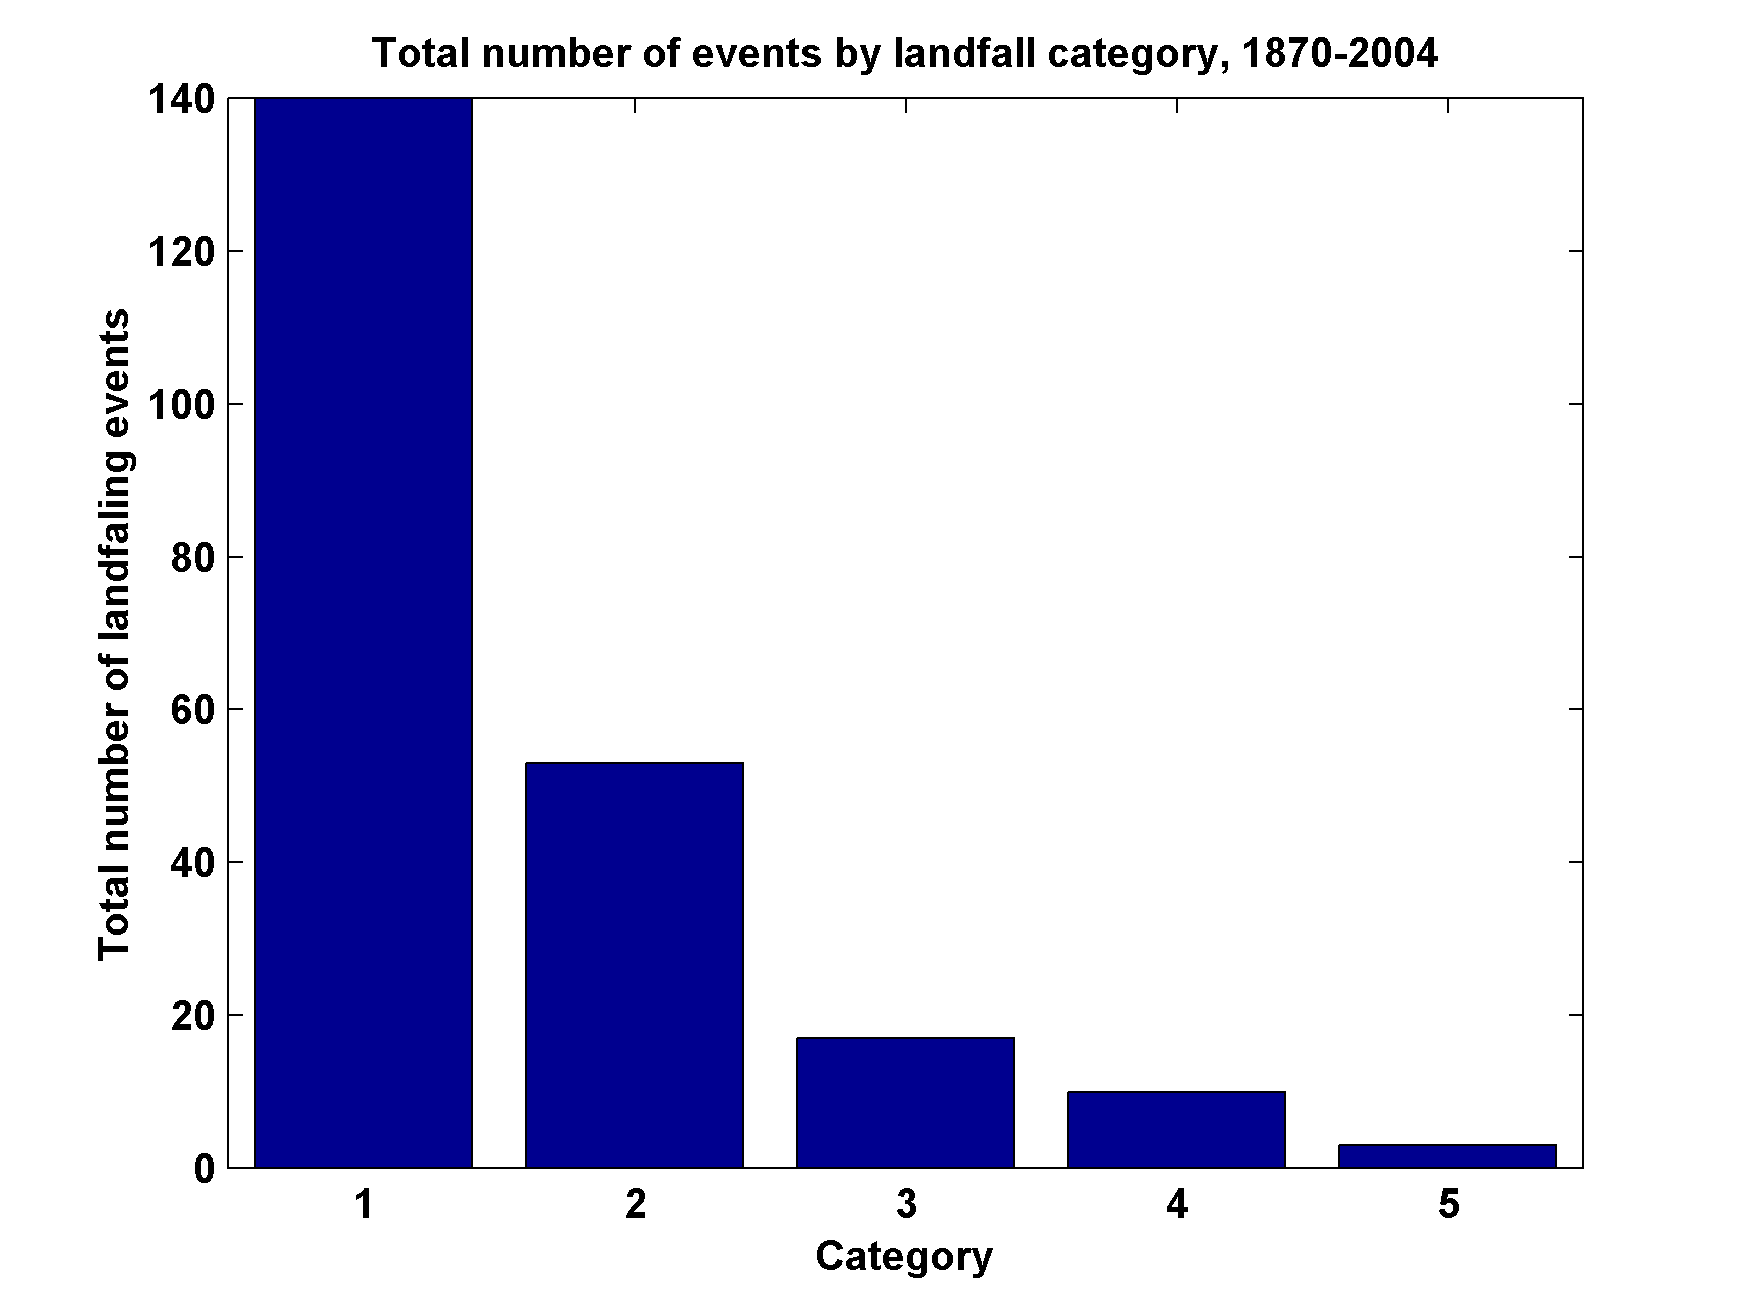 Total number of events by landfall category, 1870-2004
Total number of landfaling events
140
120
100
80
60
40
20
0
1 2 3 4 5
Category